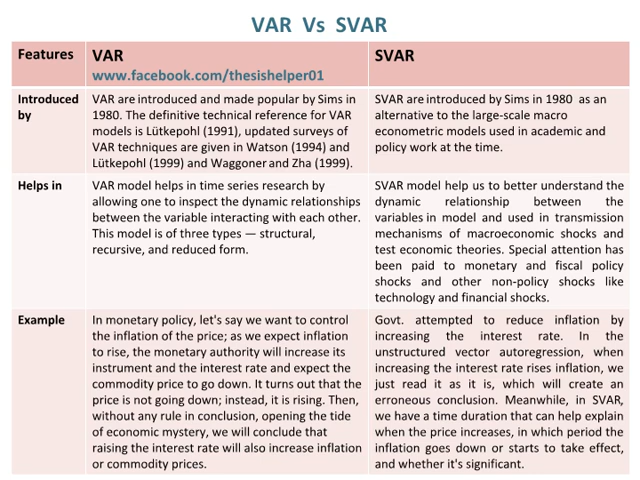 VAR Vs SVAR
Features
VAR
www.facebook.com/thesishelper01
SVAR
Introduced
by
VAR are introduced and made popular by Sims in
1980. The definitive technical reference for VAR
models is Lütkepohl (1991), updated surveys of
VAR techniques are given in Watson (1994) and
Lütkepohl (1999) and Waggoner and Zha (1999).
SVAR are introduced by Sims in 1980 as an
alternative to the large-scale macro
econometric models used in academic and
policy work at the time.
Helps in
VAR model helps in time series research by
allowing one to inspect the dynamic relationships
between the variable interacting with each other.
This model is of three types — structural,
recursive, and reduced form.
SVAR model help us to better understand the
dynamic relationship between the
variables in model and used in transmission
mechanisms of macroeconomic shocks and
test economic theories. Special attention has
been paid to monetary and fiscal policy
shocks and other non-policy shocks like
technology and financial shocks.
Example
In monetary policy, let's say we want to control
the inflation of the price; as we expect inflation
to rise, the monetary authority will increase its
instrument and the interest rate and expect the
commodity price to go down. It turns out that the
price is not going down; instead, it is rising. Then,
without any rule in conclusion, opening the tide
of economic mystery, we will conclude that
raising the interest rate will also increase inflation
or commodity prices.
Govt. attempted to reduce inflation by
increasing the interest rate. In the
unstructured vector autoregression, when
increasing the interest rate rises inflation, we
just read it as it is, which will create an
erroneous conclusion. Meanwhile, in SVAR,
we have a time duration that can help explain
when the price increases, in which period the
inflation goes down or starts to take effect,
and whether it's significant.